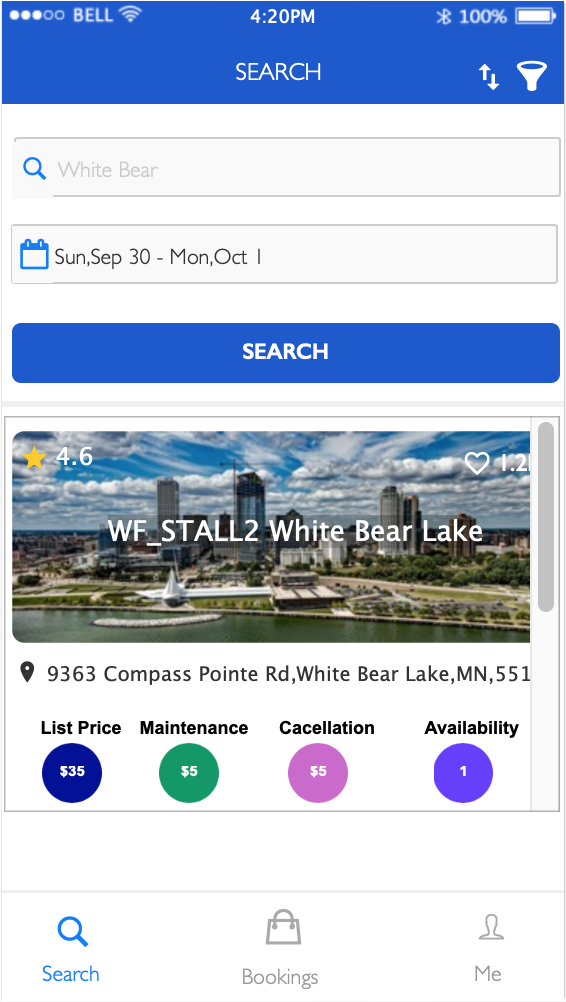 BELL 4:20PM 100%
SEARCH
White Bear
Sun,Sep 30 - Mon,Oct 1
SEARCH
4.6 1.2
WF_STALL2 White Bear Lake
9363 Compass Pointe Rd,White Bear Lake,MN,551
List Price Maintenance Cacellation Availability
$35 $5 $5 1
Search Bookings Me